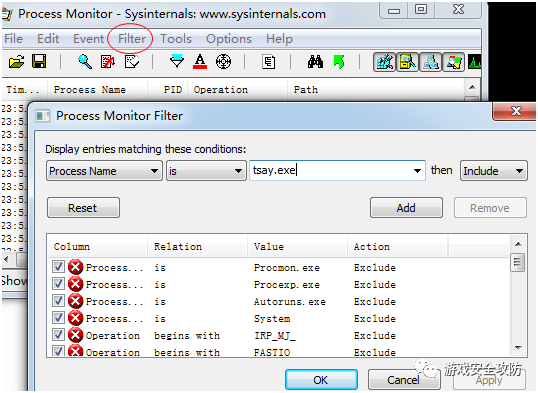 Process Monitor - Sysinternals: www.sysinternals.com
File Edit Event Filter Tools Options Help
Tim... Process Name PID Operation Path
23:5.
Process Monitor Filter
23:5.
23:5.
Display entries matching these conditions:
23:5.
Process Name is tsay.exe then Include
23:5.
23:5.
Reset Add Remove
23:5.
23:5.
Column Relation Value Action
Process... is Procmon.exe Exclude
Process... is Procexp.exe Exclude
Process... is Autoruns.exe Exclude
Process... is System Exclude
Operation begins with IRP_MJ_ Exclude
Operation begins with FASTIO Exclude
Show
OK Cancel Apply
游戏安全攻防